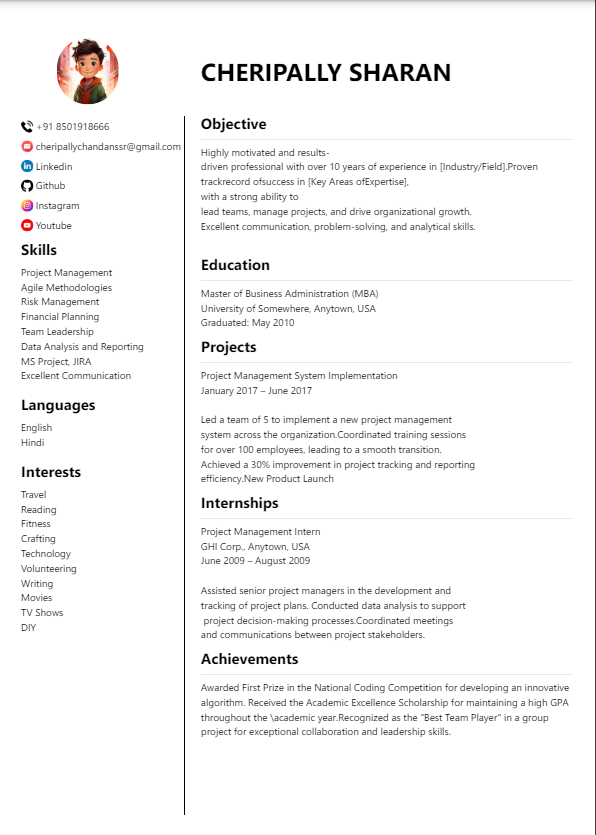 CHERIPALLY SHARAN
+91 8501918666
cheripallychandanssr@gmail.com
Linkedin
Github
Instagram
Youtube
Skills
Project Management
Agile Methodologies
Risk Management
Financial Planning
Team Leadership
Data Analysis and Reporting
MS Project, JIRA
Excellent Communication
Languages
English
Hindi
Interests
Travel
Reading
Fitness
Crafting
Technology
Volunteering
Writing
Movies
TV Shows
DIY
Objective
Highly motivated and results-
driven professional with over 10 years of experience in [Industry/Field].Proven
trackrecord ofsuccess in [Key Areas ofExpertise],
with a strong ability to
lead teams, manage projects, and drive organizational growth.
Excellent communication, problem-solving, and analytical skills.
Education
Master of Business Administration (MBA)
University of Somewhere, Anytown, USA
Graduated: May 2010
Projects
Project Management System Implementation
January 2017 – June 2017
Led a team of 5 to implement a new project management
system across the organization.Coordinated training sessions
for over 100 employees, leading to a smooth transition.
Achieved a 30% improvement in project tracking and reporting
efficiency.New Product Launch
Internships
Project Management Intern
GHI Corp., Anytown, USA
June 2009 – August 2009
Assisted senior project managers in the development and
tracking of project plans. Conducted data analysis to support
project decision-making processes.Coordinated meetings
and communications between project stakeholders.
Achievements
Awarded First Prize in the National Coding Competition for developing an innovative
algorithm. Received the Academic Excellence Scholarship for maintaining a high GPA
throughout the \academic year.Recognized as the "Best Team Player" in a group
project for exceptional collaboration and leadership skills.